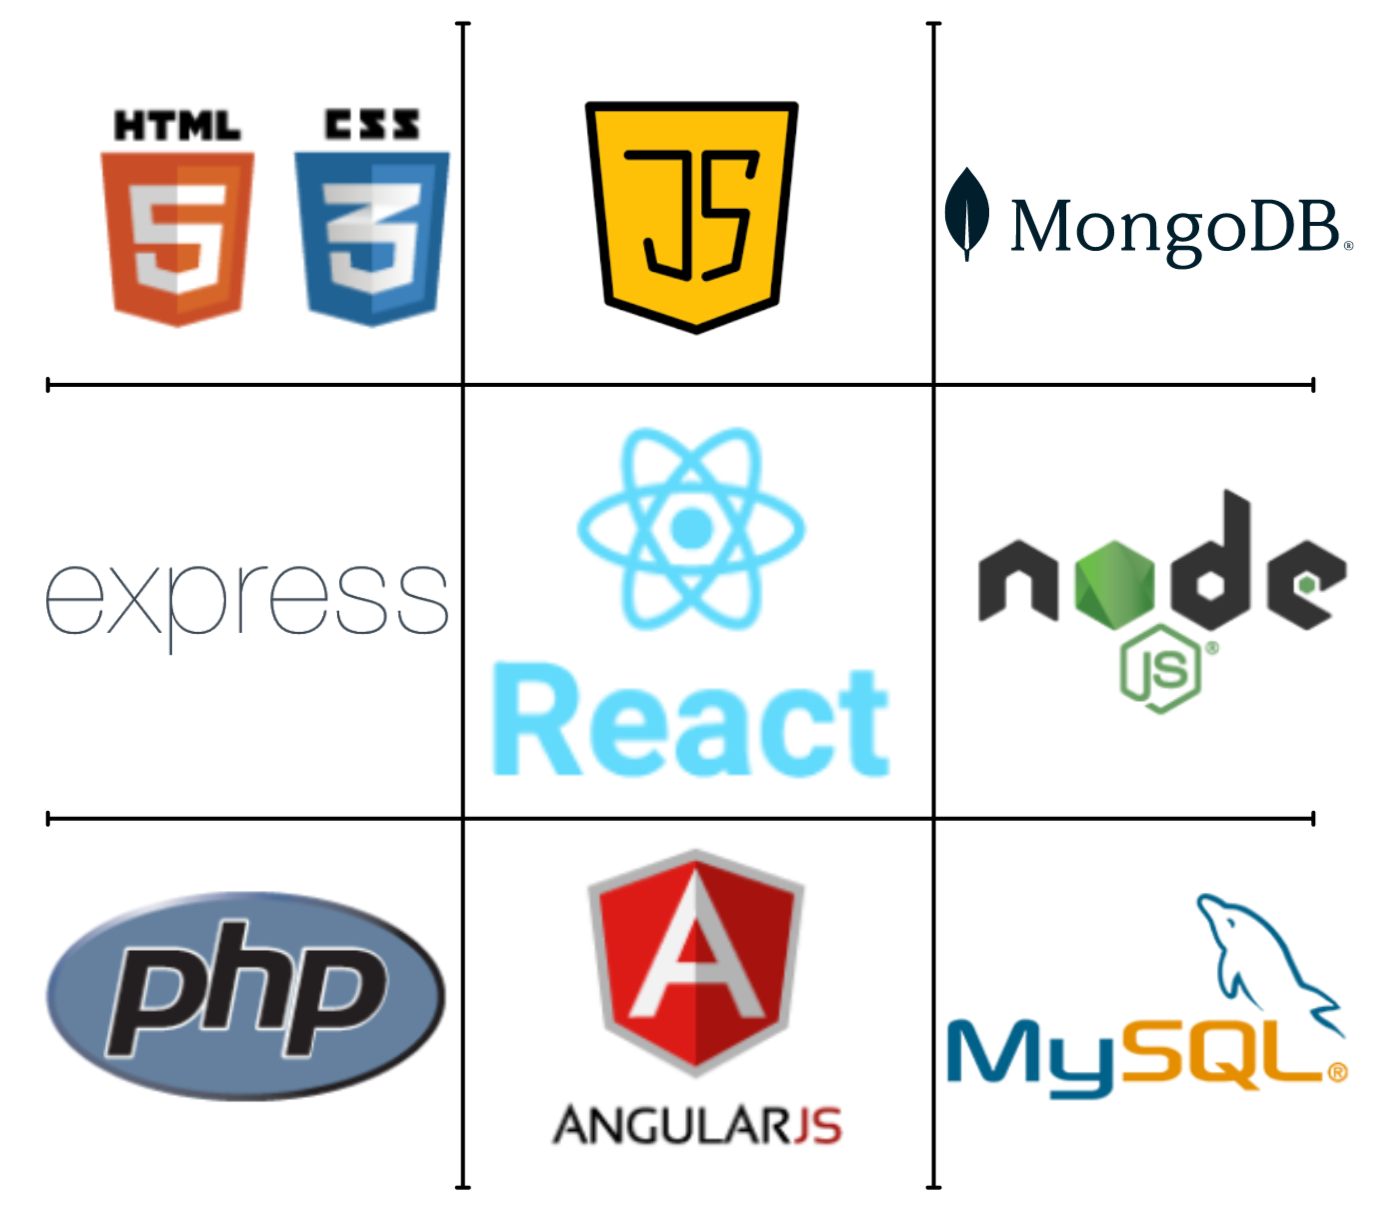 HTML CSS
5 3
JS
MongoDB®
express
React
node
JS®
php
A
ANGULARJS
MySQL®